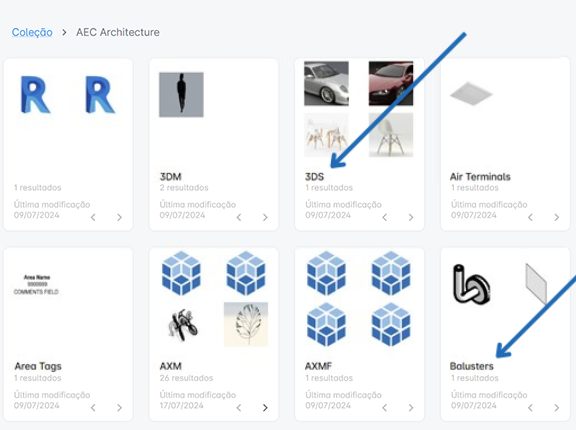 Coleção > AEC Architecture
1 resultados
Última modificação
09/07/2024
3DM
2 resultados
Última modificação
09/07/2024
3DS
1 resultados
Última modificação
09/07/2024
Air Terminals
1 resultados
Última modificação
09/07/2024
Area Name
9999999
COMMENTS FIELD
Area Tags
1 resultados
Última modificação
09/07/2024
AXM
26 resultados
Última modificação
17/07/2024
AXMF
1 resultados
Última modificação
09/07/2024
Balusters
1 resultados
Última modificação
09/07/2024